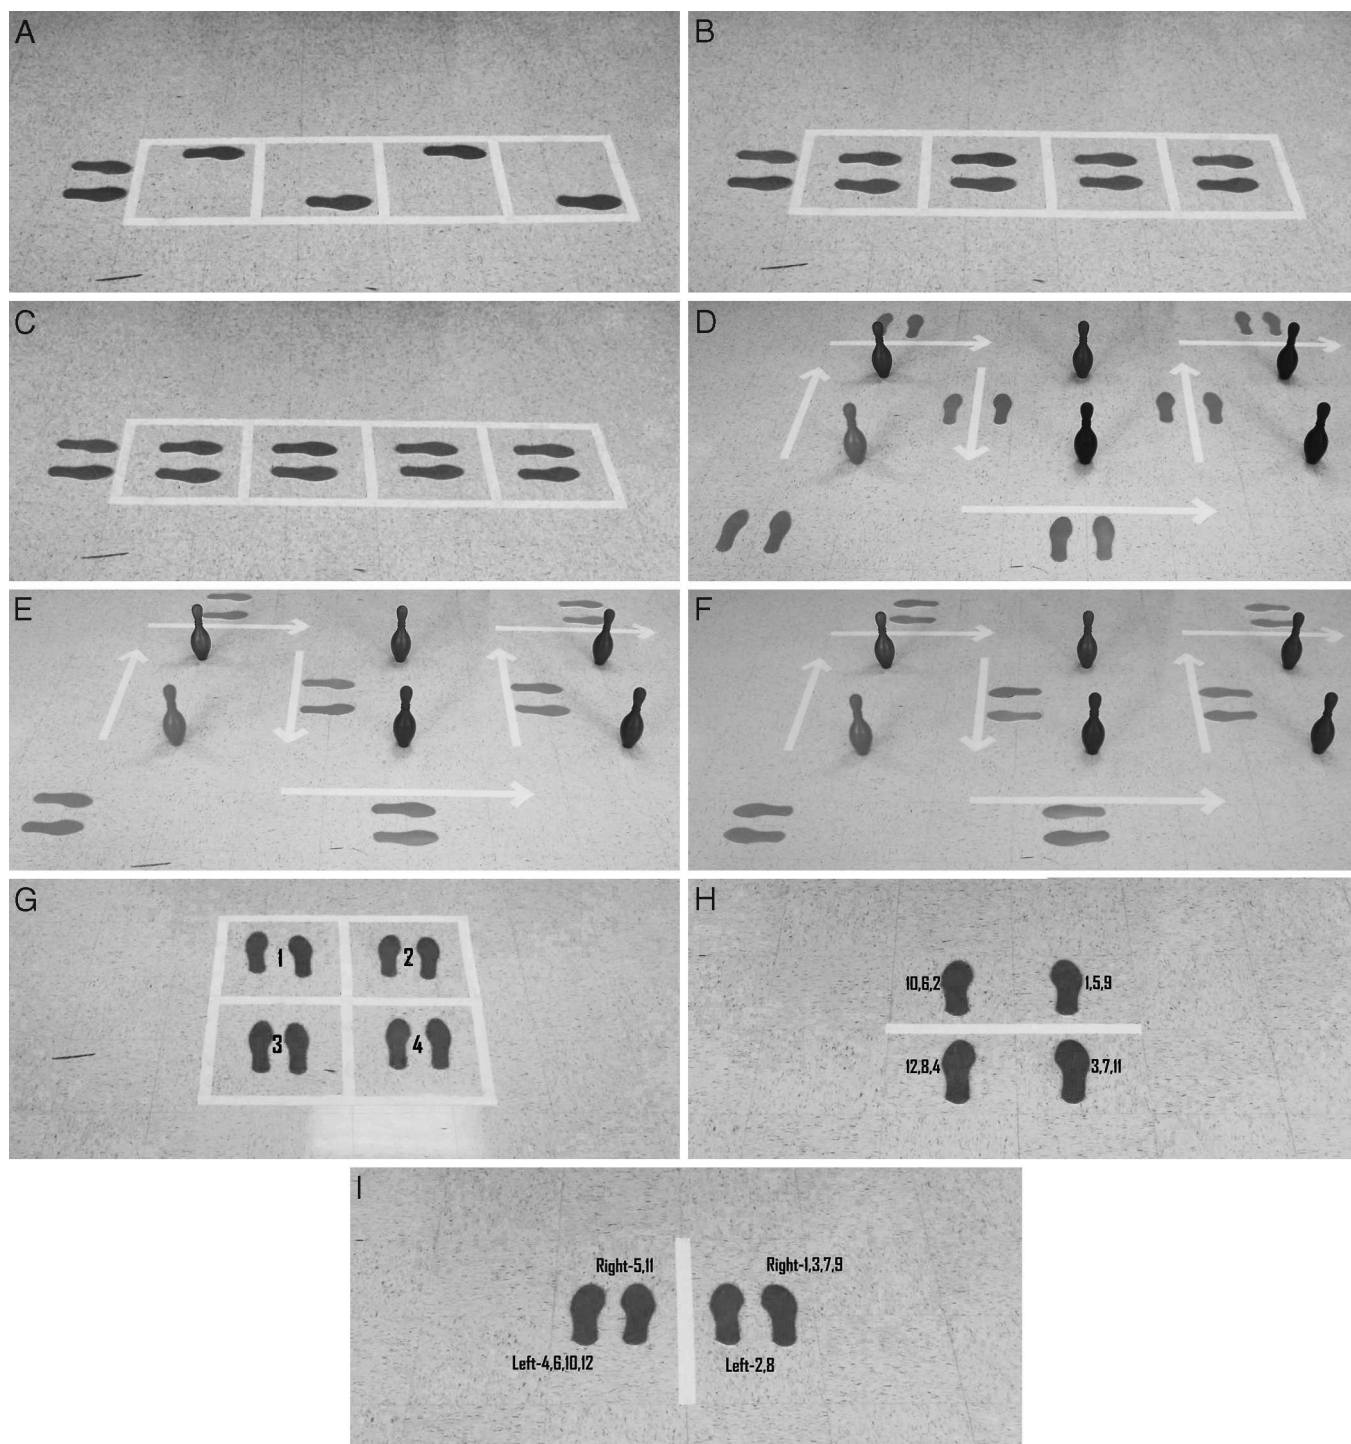 A
B
C
D
E
F
G
1
2
3
4
H
10,6,2
1,5,9
12,8,4
3,7,11
I
Right-5,11
Right-1,3,7,9
Left-4,6,10,12
Left-2,8